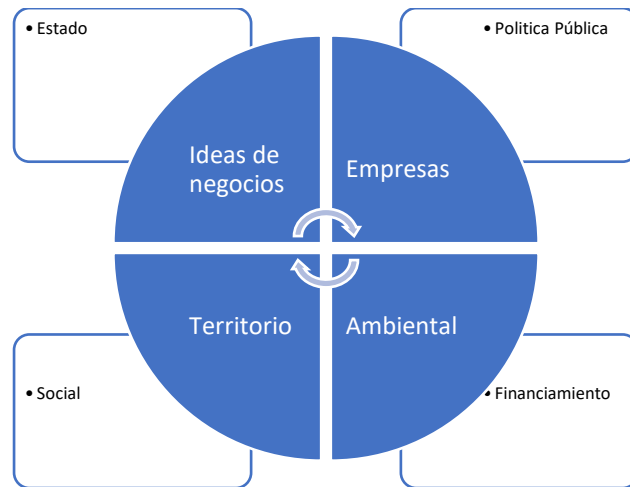 • Estado
• Politica Pública
Ideas de
negocios
Empresas
Territorio
Ambiental
• Social
• Financiamiento